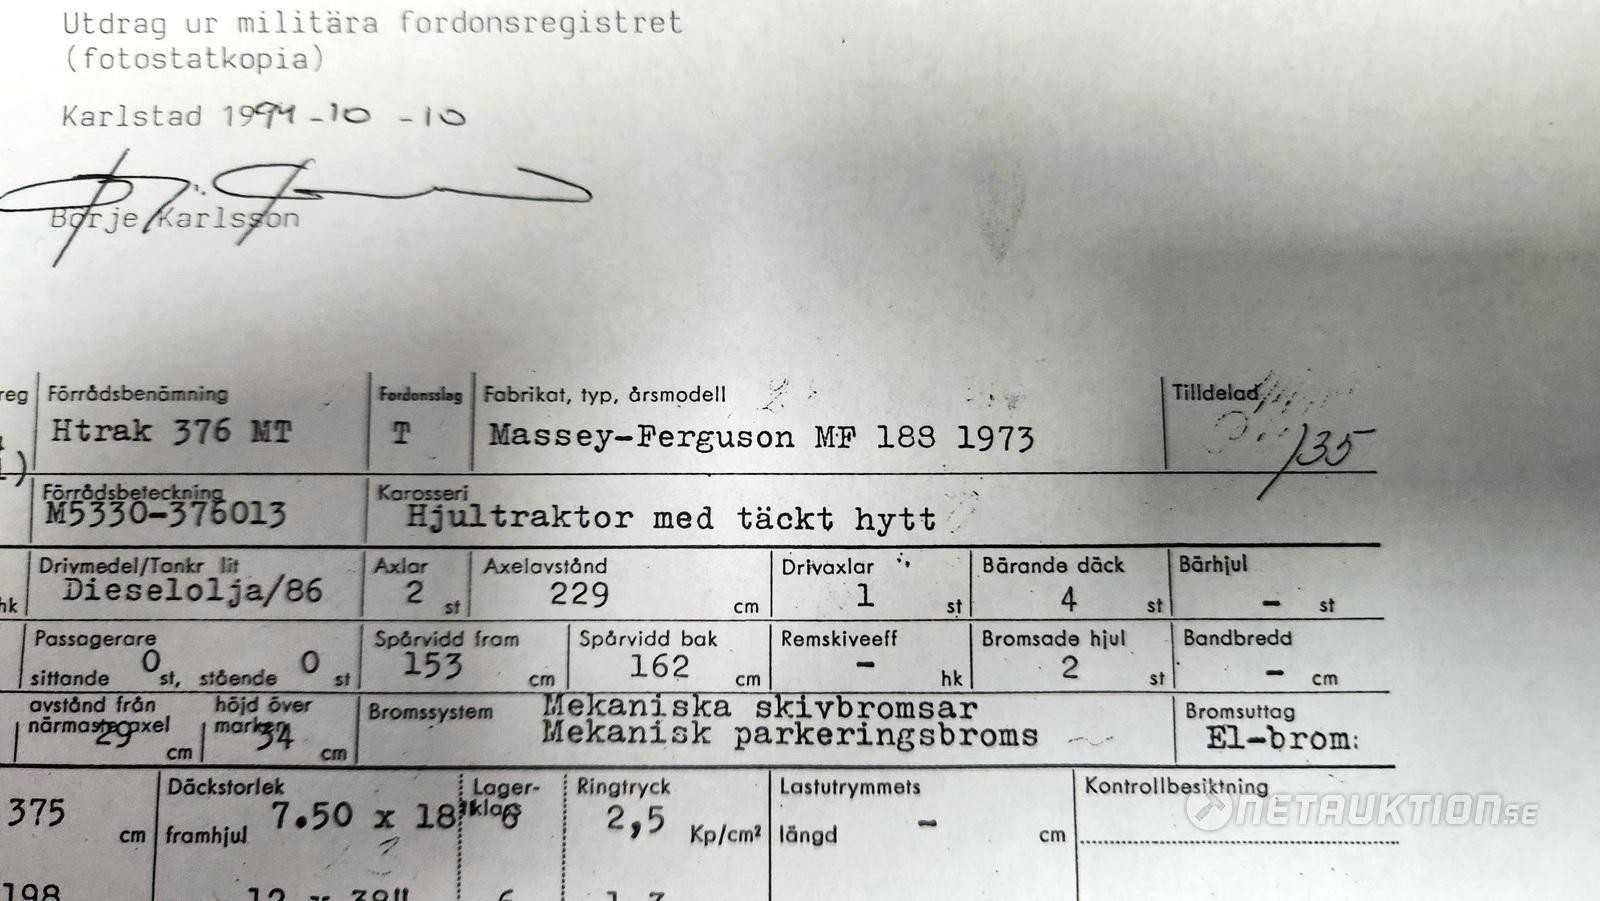 Utdrag ur militära fordonsregistret
(fotostatkopia)
Karlstad 1994-10-10
Börje Karlsson
reg Förrådsbenämning Fordonsslag Fabrikat, typ, årsmodell Tilldelad
Htrak 376 MT T Massey-Ferguson MF 188 1973 /135
Förrådsbeteckning Karosseri
M5330-376013 Hjultraktor med täckt hytt
Drivmedel/Tankr lit Axlar Axelavstånd Drivaxlar Bärande däck Bärhjul
hk Dieselolja/86 2 st 229 cm 1 st 4 st - st
Passagerare Spårvidd fram Spårvidd bak Remskiveeff Bromsade hjul Bandbredd
sittande 0 st, stående 0 st 153 cm 162 cm - hk 2 st - cm
avstånd från höjd över Bromssystem Mekaniska skivbromsar Bromsuttag
närmaste axel 29 cm marken 34 cm Mekanisk parkeringsbroms El-brom:
Däckstorlek Lager- Ringtryck Lastutrymmets Kontrollbesiktning
375 cm framhjul 7.50 x 18" klass 6 2,5 Kp/cm² längd - cm
NETAUKTION.SE
198